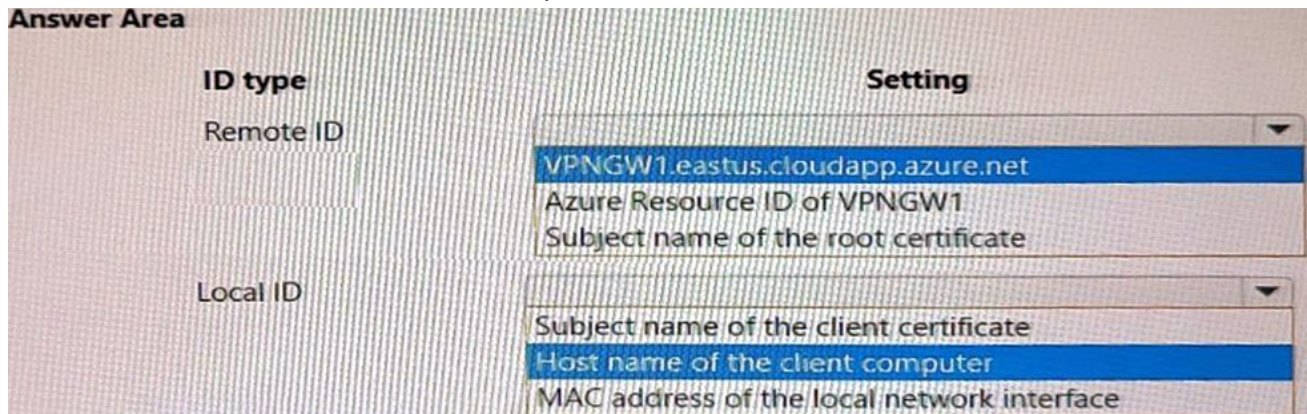 Answer Area
ID type Setting
Remote ID
VPNGW1.eastus.cloudapp.azure.net
Azure Resource ID of VPNGW1
Subject name of the root certificate
Local ID
Subject name of the client certificate
Host name of the client computer
MAC address of the local network interface